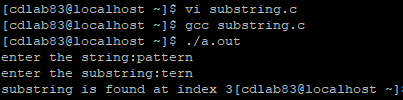 [cdlab83@localhost ~]$ vi substring.c
[cdlab83@localhost ~]$ gcc substring.c
[cdlab83@localhost ~]$ ./a.out
enter the string:pattern
enter the substring:tern
substring is found at index 3[cdlab83@localhost ~]$